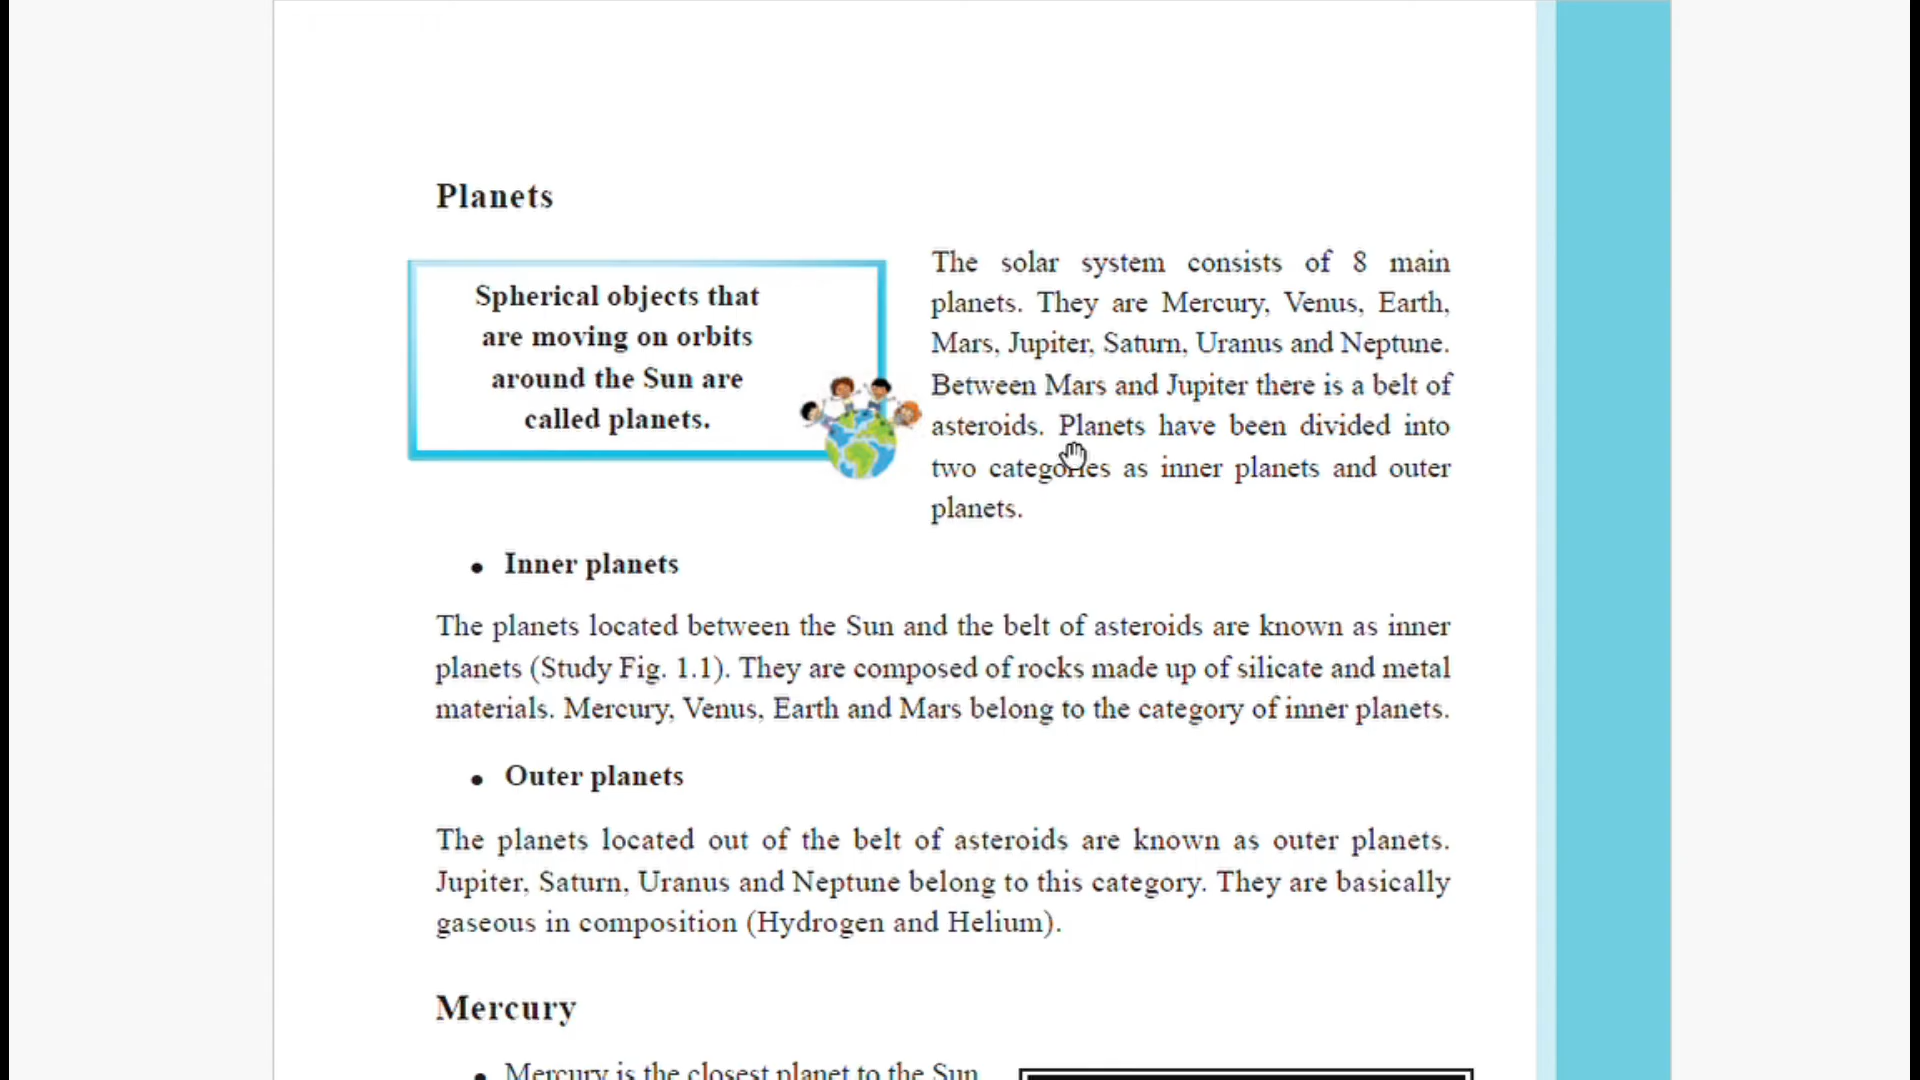 Planets
Spherical objects that
are moving on orbits
around the Sun are
called planets.
The solar system consists of 8 main
planets. They are Mercury, Venus, Earth,
Mars, Jupiter, Saturn, Uranus and Neptune.
Between Mars and Jupiter there is a belt of
asteroids. Planets have been divided into
two categories as inner planets and outer
planets.
• Inner planets
The planets located between the Sun and the belt of asteroids are known as inner
planets (Study Fig. 1.1). They are composed of rocks made up of silicate and metal
materials. Mercury, Venus, Earth and Mars belong to the category of inner planets.
• Outer planets
The planets located out of the belt of asteroids are known as outer planets.
Jupiter, Saturn, Uranus and Neptune belong to this category. They are basically
gaseous in composition (Hydrogen and Helium).
Mercury
• Mercury is the closest planet to the Sun